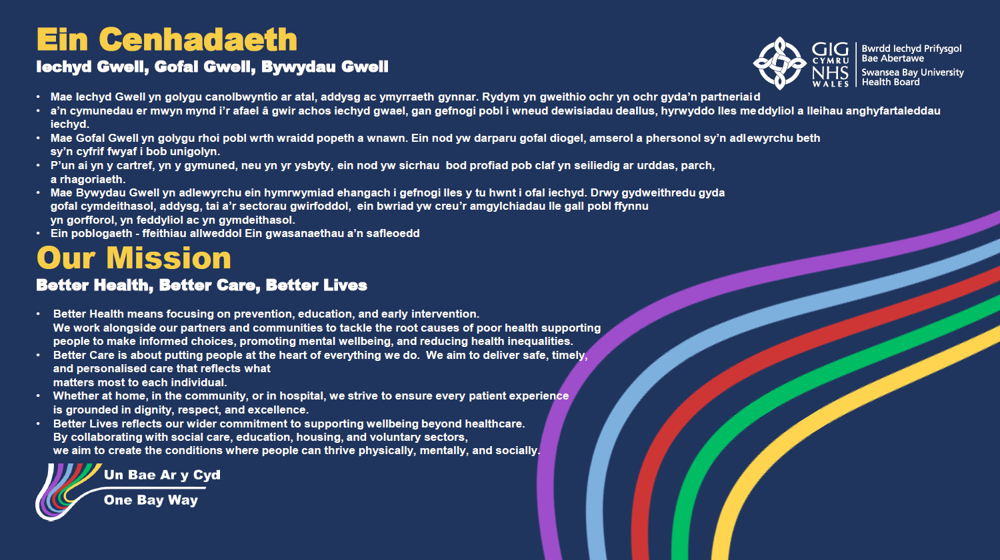 Ein Cenhadaeth
Iechyd Gwell, Gofal Gwell, Bywydau Gwell
GIG
CYMRU
NHS
WALES
Bwrdd Iechyd Prifysgol
Bae Abertawe
Swansea Bay University
Health Board
• Mae Iechyd Gwell yn golygu canolbwyntio ar atal, addysg ac ymyrraeth gynnar. Rydym yn gweithio ochr yn ochr gyda’n partneriaid
• a’n cymunedau er mwyn mynd i’r afael â gwir achos iechyd gwael, gan gefnogi pobl i wneud dewisiadau deallus, hyrwyddo lles meddyliol a lleihau anghyfartaleddau
iechyd.
• Mae Gofal Gwell yn golygu rhoi pobl wrth wraidd popeth a wnawn. Ein nod yw darparu gofal diogel, amserol a phersonol sy’n adlewyrchu beth
sy’n cyfrif fwyaf i bob unigolyn.
• P’un ai yn y cartref, yn y gymuned, neu yn yr ysbyty, ein nod yw sicrhau bod profiad pob claf yn seiliedig ar urddas, parch,
a rhagoriaeth.
• Mae Bywydau Gwell yn adlewyrchu ein hymrwymiad ehangach i gefnogi lles y tu hwnt i ofal iechyd. Drwy gydweithredu gyda
gofal cymdeithasol, addysg, tai a’r sectorau gwirfoddol, ein bwriad yw creu’r amgylchiadau lle gall pobl ffynnu
yn gorfforol, yn feddyliol ac yn gymdeithasol.
• Ein poblogaeth - ffeithiau allweddol Ein gwasanaethau a’n safleoedd
Our Mission
Better Health, Better Care, Better Lives
• Better Health means focusing on prevention, education, and early intervention.
We work alongside our partners and communities to tackle the root causes of poor health supporting
people to make informed choices, promoting mental wellbeing, and reducing health inequalities.
• Better Care is about putting people at the heart of everything we do. We aim to deliver safe, timely,
and personalised care that reflects what
matters most to each individual.
• Whether at home, in the community, or in hospital, we strive to ensure every patient experience
is grounded in dignity, respect, and excellence.
• Better Lives reflects our wider commitment to supporting wellbeing beyond healthcare.
By collaborating with social care, education, housing, and voluntary sectors,
we aim to create the conditions where people can thrive physically, mentally, and socially.
Un Bae Ar y Cyd
One Bay Way